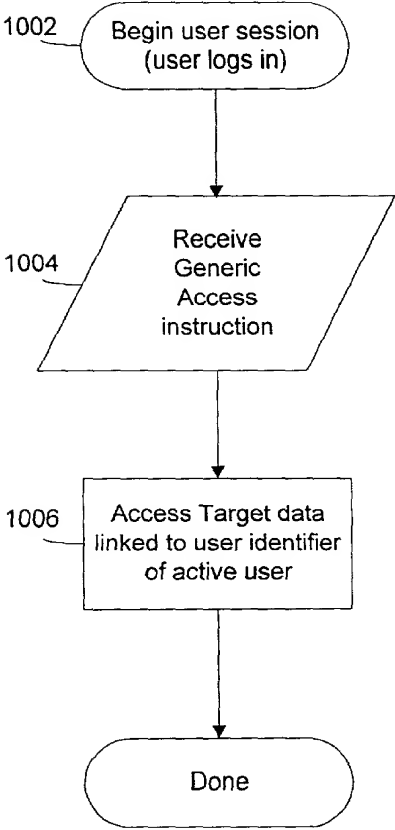 1002
Begin user session
(user logs in)
1004
Receive
Generic
Access
instruction
1006
Access Target data
linked to user identifier
of active user
Done